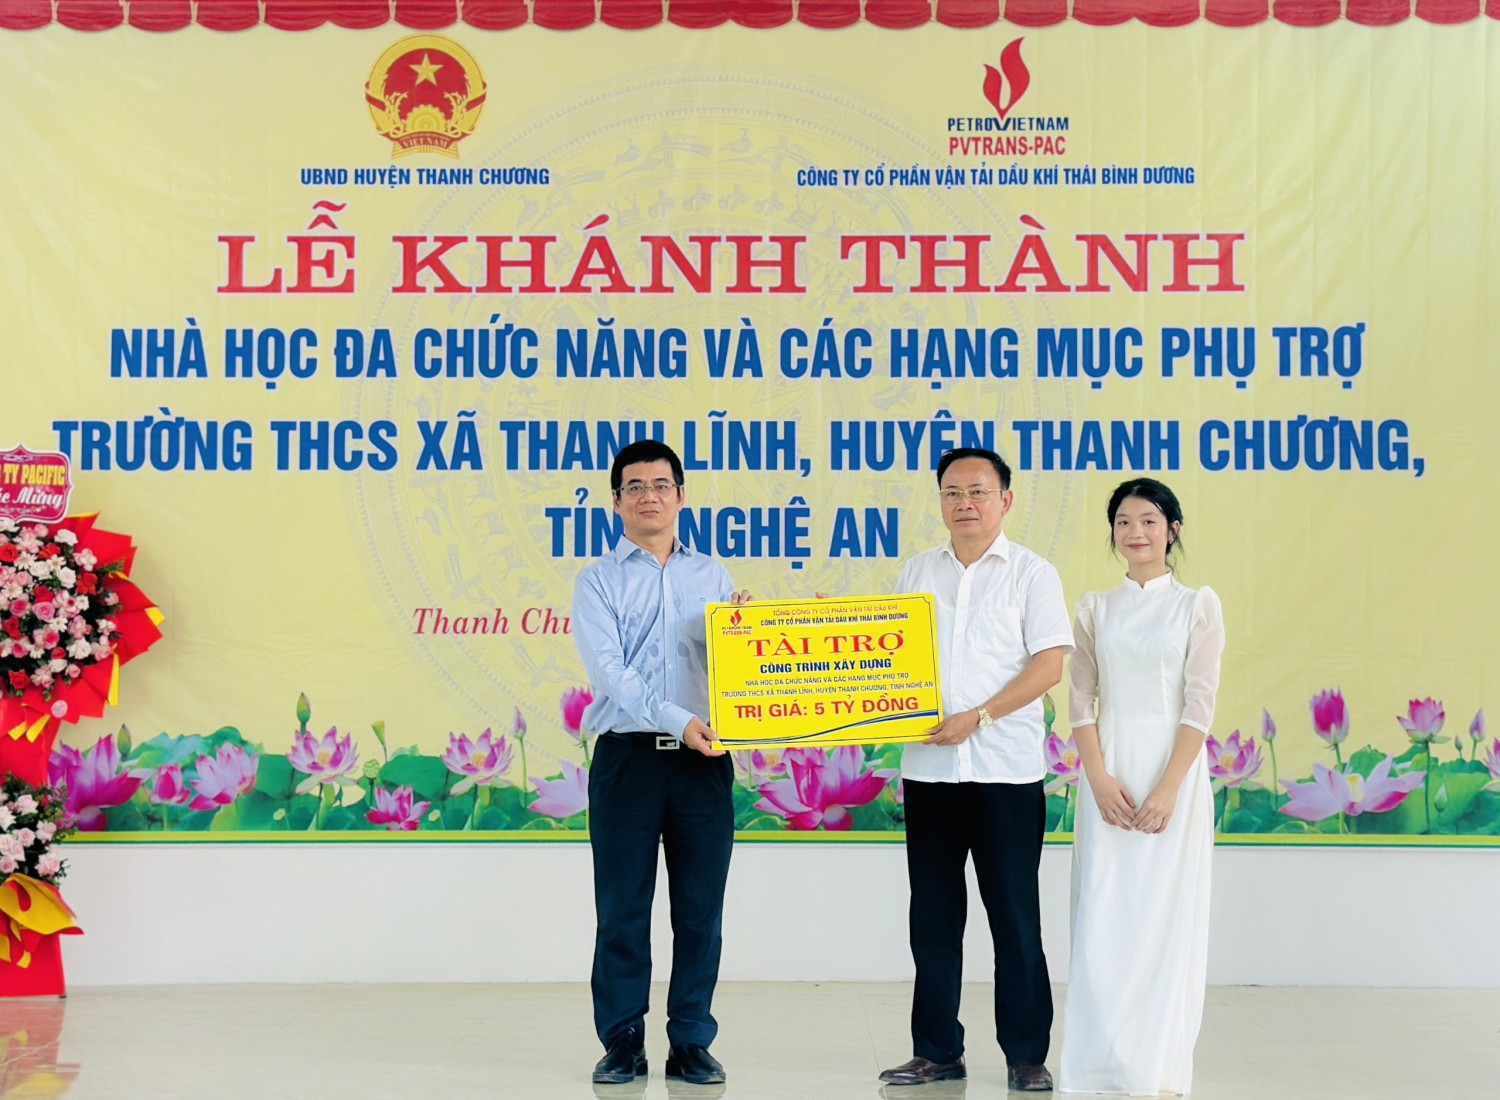 VIỆT NAM
UBND HUYỆN THANH CHƯƠNG
PETROVIETNAM
PVTRANS-PAC
CÔNG TY CỔ PHẦN VẬN TẢI DẦU KHÍ THÁI BÌNH DƯƠNG
LỄ KHÁNH THÀNH
NHÀ HỌC ĐA CHỨC NĂNG VÀ CÁC HẠNG MỤC PHỤ TRỢ
TRƯỜNG THCS XÃ THANH LĨNH, HUYỆN THANH CHƯƠNG,
NGHỆ AN
Thanh
TY PACIFIC
Mừng
TỔNG CÔNG TY CỔ PHẦN VẬN TẢI DẦU KHÍ
CÔNG TY CỔ PHẦN VẬN TẢI DẦU KHÍ THÁI BÌNH DƯƠNG
PETROVIETNAM
PVTRANS-PAC
TÀI TRỢ
CÔNG TRÌNH XÂY DỰNG
NHÀ HỌC ĐA CHỨC NĂNG VÀ CÁC HẠNG MỤC PHỤ TRỢ
TRƯỜNG THCS XÃ THANH LĨNH, HUYỆN THANH CHƯƠNG, TỈNH NGHỆ AN
TRỊ GIÁ: 5 TỶ ĐỒNG